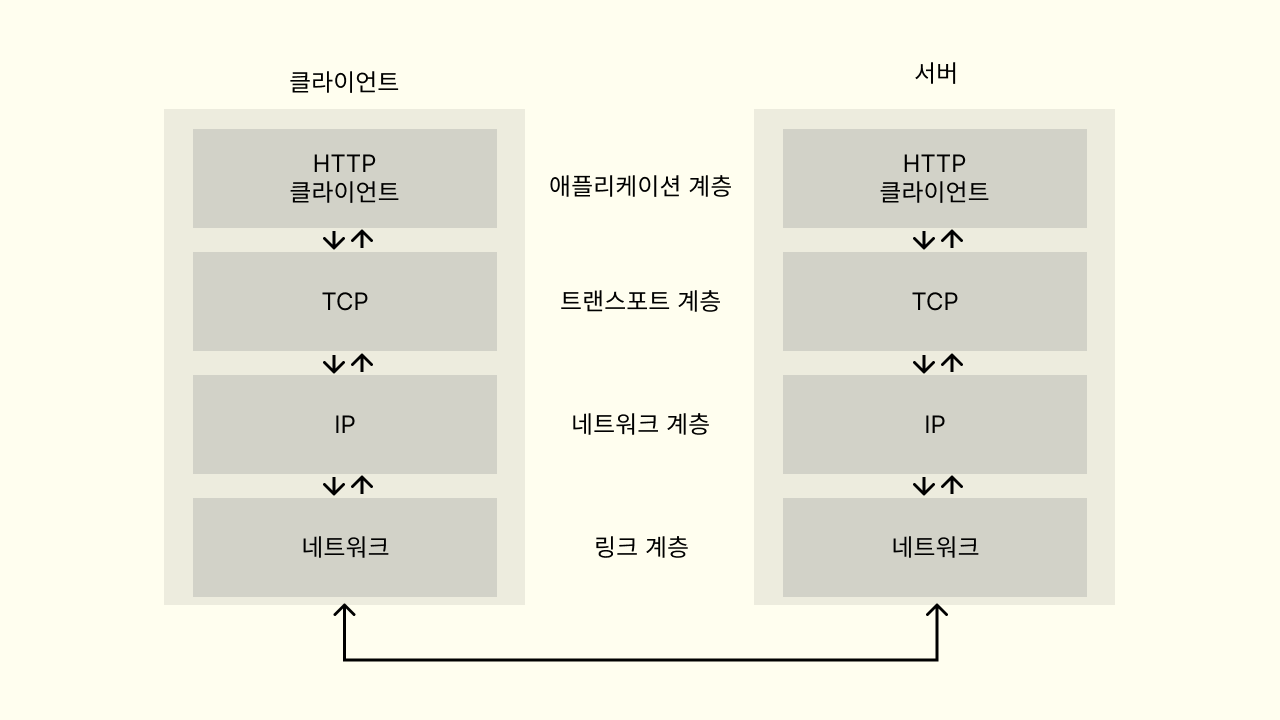 클라이언트
서버
HTTP
클라이언트
애플리케이션 계층
HTTP
클라이언트
TCP
트랜스포트 계층
TCP
IP
네트워크 계층
IP
네트워크
링크 계층
네트워크